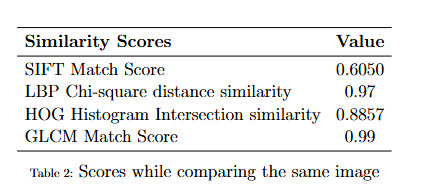 Similarity Scores Value
SIFT Match Score 0.6050
LBP Chi-square distance similarity 0.97
HOG Histogram Intersection similarity 0.8857
GLCM Match Score 0.99
Table 2: Scores while comparing the same image